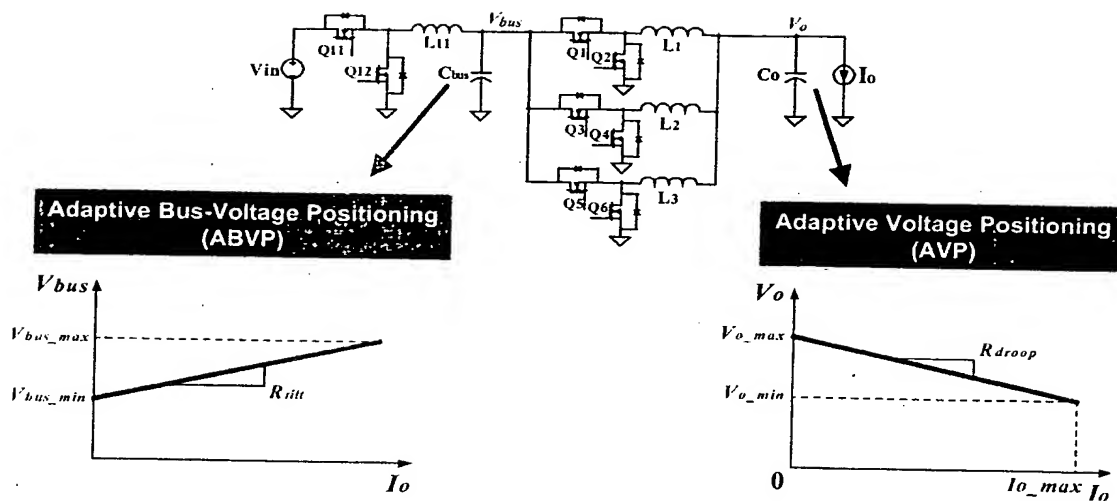 Vbus
Vo
Q11
L11
Q1
Q2
L1
Vin
Q12
Cbus
Co
Io
Q3
Q4
L2
Q5
Q6
L3
Adaptive Bus-Voltage Positioning
(ABVP)
Adaptive Voltage Positioning
(AVP)
Vbus
Vbus_max
Vbus_min
Rtilt
Io
Vo
Vo_max
Rdroop
Vo_min
0
Io_max
Io